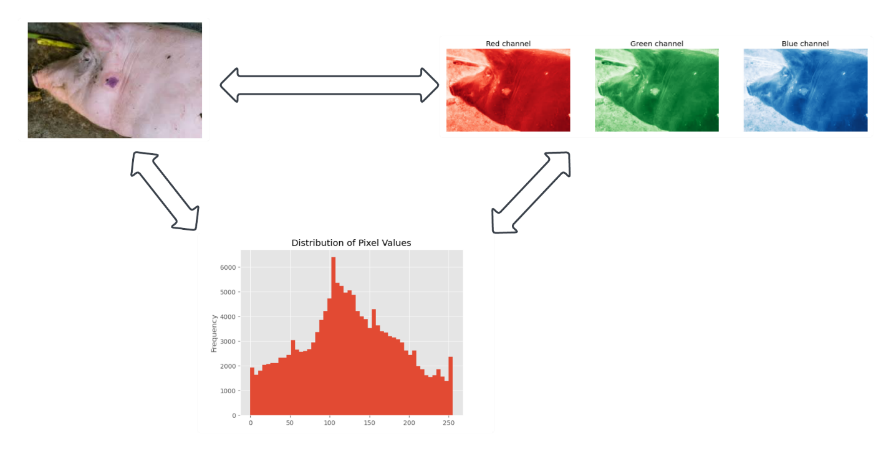 Red channel
Green channel
Blue channel
Distribution of Pixel Values
Frequency
6000
5000
4000
3000
2000
1000
0
0 50 100 150 200 250